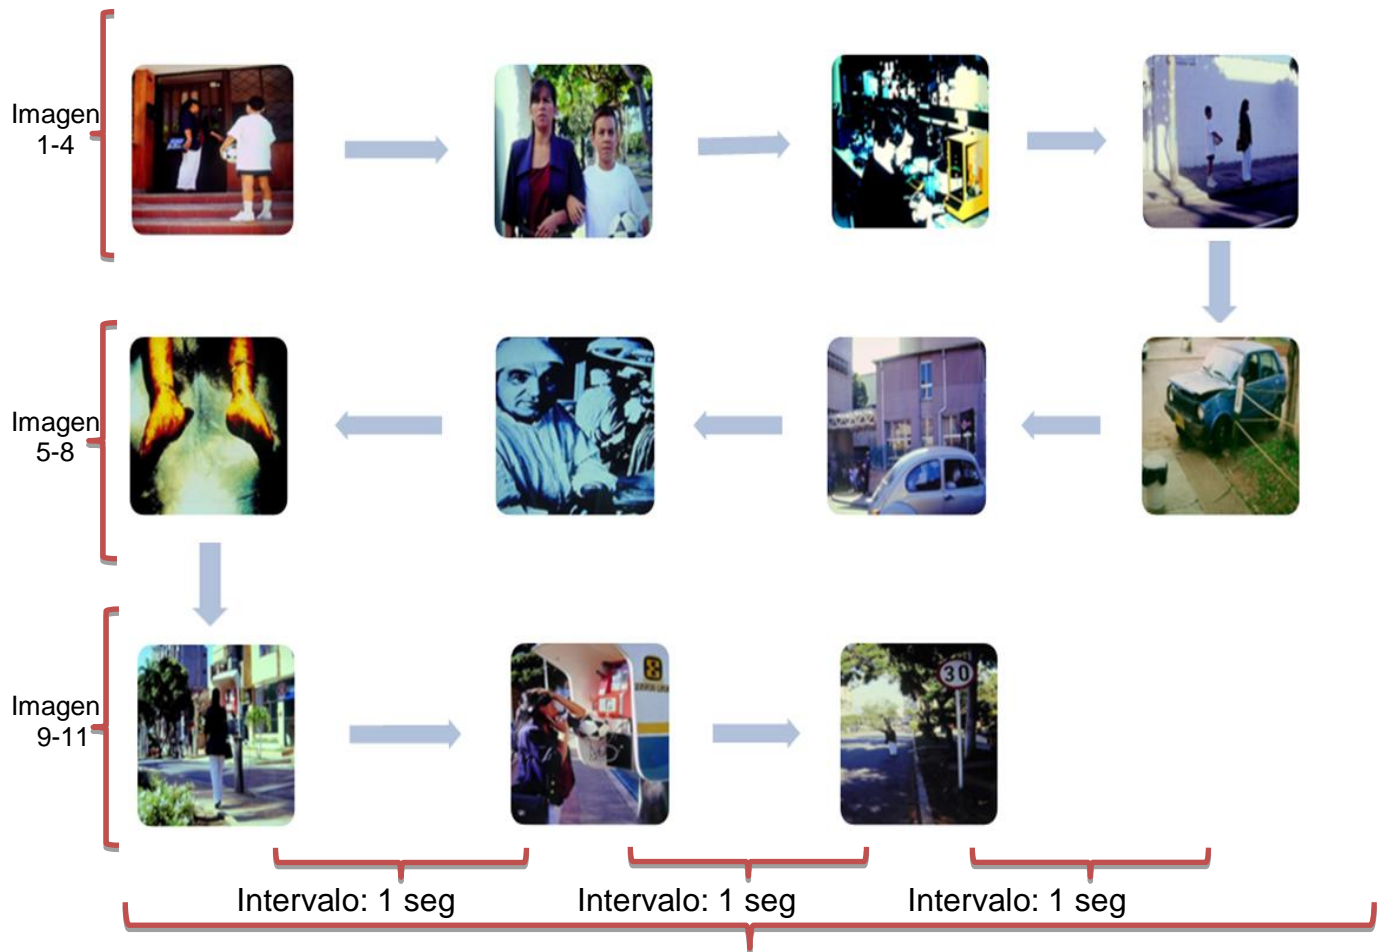 Imagen
1-4
Imagen
5-8
Imagen
9-11
30
Intervalo: 1 seg
Intervalo: 1 seg
Intervalo: 1 seg